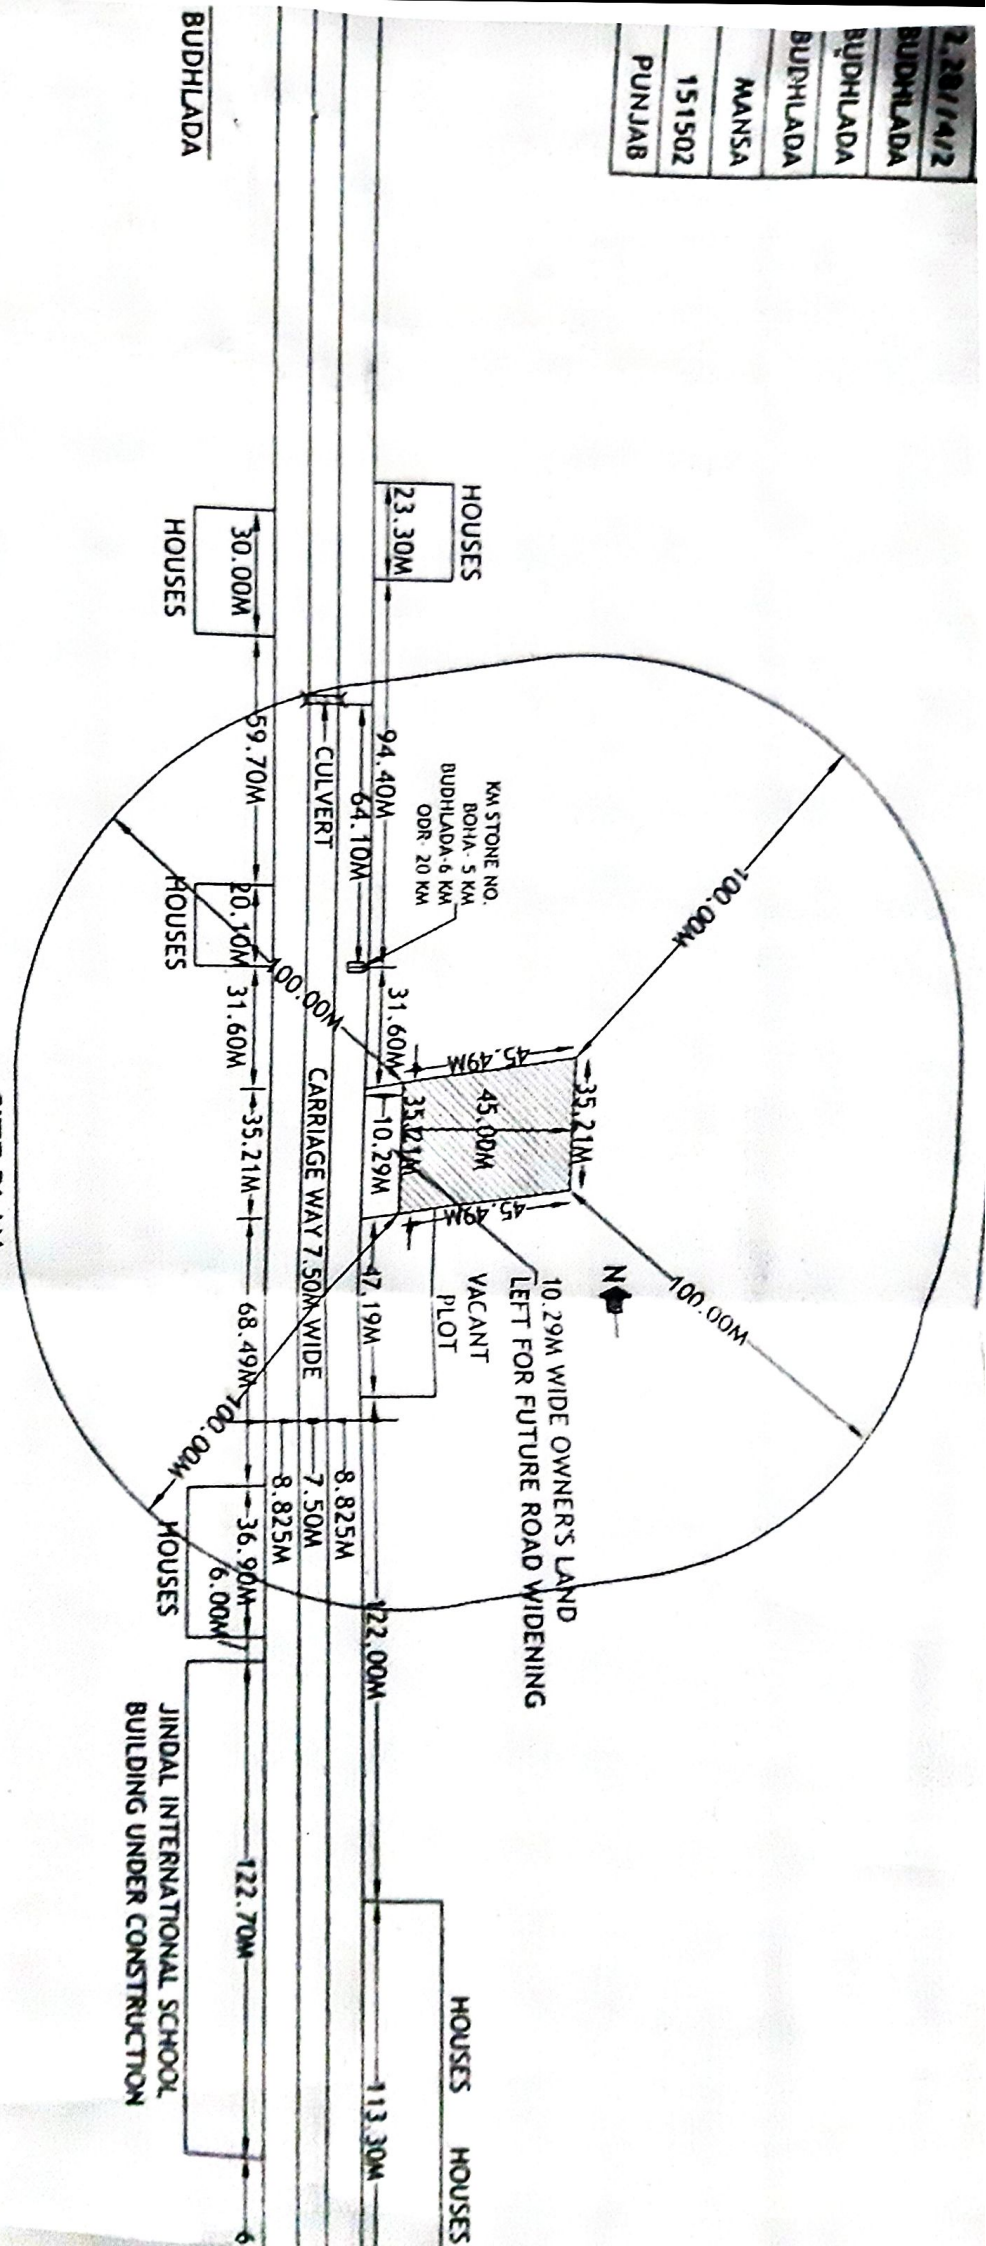 BUDHLADA
BUDHLADA
BUDHLADA
MANSA
151502
PUNJAB
BUDHLADA
HOUSES
23.30M
94.40M
64.10M
31.60M
KM STONE NO.
BOHA- 5 KM
BUDHLADA-6 KM
ODR- 20 KM
CULVERT
30.00M
HOUSES
59.70M
20.10M
HOUSES
31.60M
35.21M
68.49M
36.90M
6.00M
HOUSES
122.70M
6
JINDAL INTERNATIONAL SCHOOL
BUILDING UNDER CONSTRUCTION
CARRIAGE WAY 7.50M WIDE
8.825M
7.50M
8.825M
100.00M
100.00M
100.00M
100.00M
35.21M
45.49M
45.00M
45.49M
35.21M
10.29M
47.19M
VACANT
PLOT
N
10.29M WIDE OWNER'S LAND
LEFT FOR FUTURE ROAD WIDENING
122.00M
113.30M
HOUSES
HOUSES